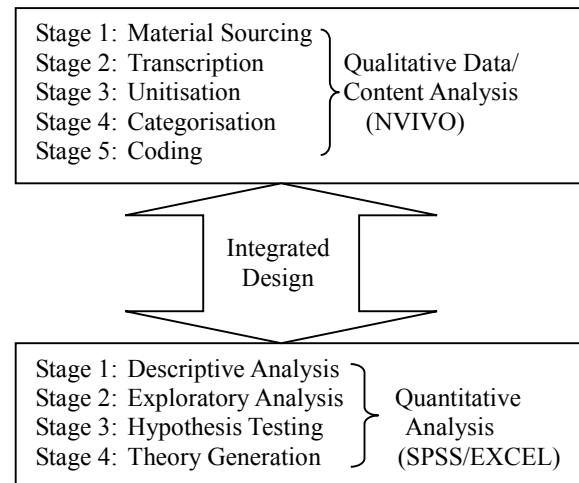 Stage 1: Material Sourcing
Stage 2: Transcription
Stage 3: Unitisation
Stage 4: Categorisation
Stage 5: Coding
Qualitative Data/
Content Analysis
(NVIVO)
Integrated
Design
Stage 1: Descriptive Analysis
Stage 2: Exploratory Analysis
Stage 3: Hypothesis Testing
Stage 4: Theory Generation
Quantitative
Analysis
(SPSS/EXCEL)